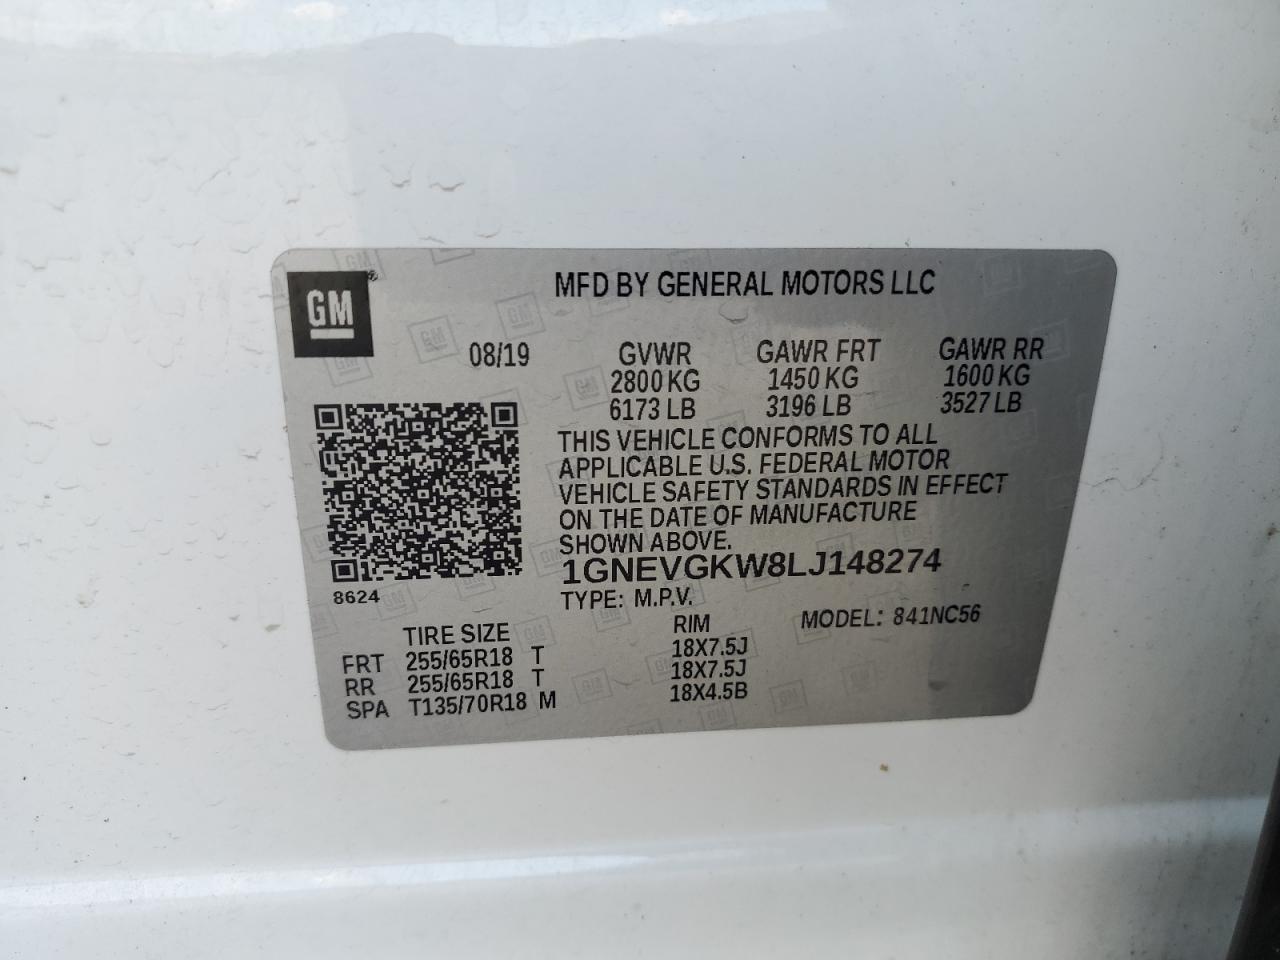 GM®
MFD BY GENERAL MOTORS LLC
08/19 GVWR GAWR FRT GAWR RR
2800 KG 1450 KG 1600 KG
6173 LB 3196 LB 3527 LB
THIS VEHICLE CONFORMS TO ALL
APPLICABLE U.S. FEDERAL MOTOR
VEHICLE SAFETY STANDARDS IN EFFECT
ON THE DATE OF MANUFACTURE
SHOWN ABOVE.
1GNEVGKW8LJ148274
8624
TYPE: M.P.V. MODEL: 841NC56
TIRE SIZE RIM
FRT 255/65R18 T 18X7.5J
RR 255/65R18 T 18X7.5J
SPA T135/70R18 M 18X4.5B